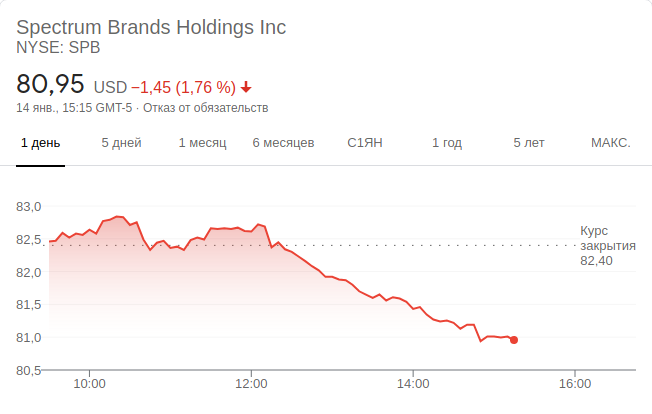 Spectrum Brands Holdings Inc
NYSE: SPB
80,95 USD −1,45 (1,76 %)
14 янв., 15:15 GMT-5 · Отказ от обязательств
1 день 5 дней 1 месяц 6 месяцев С1ЯН 1 год 5 лет МАКС.
83,0
82,5
82,0
81,5
81,0
80,5
Курс
закрытия
82,40
10:00 12:00 14:00 16:00